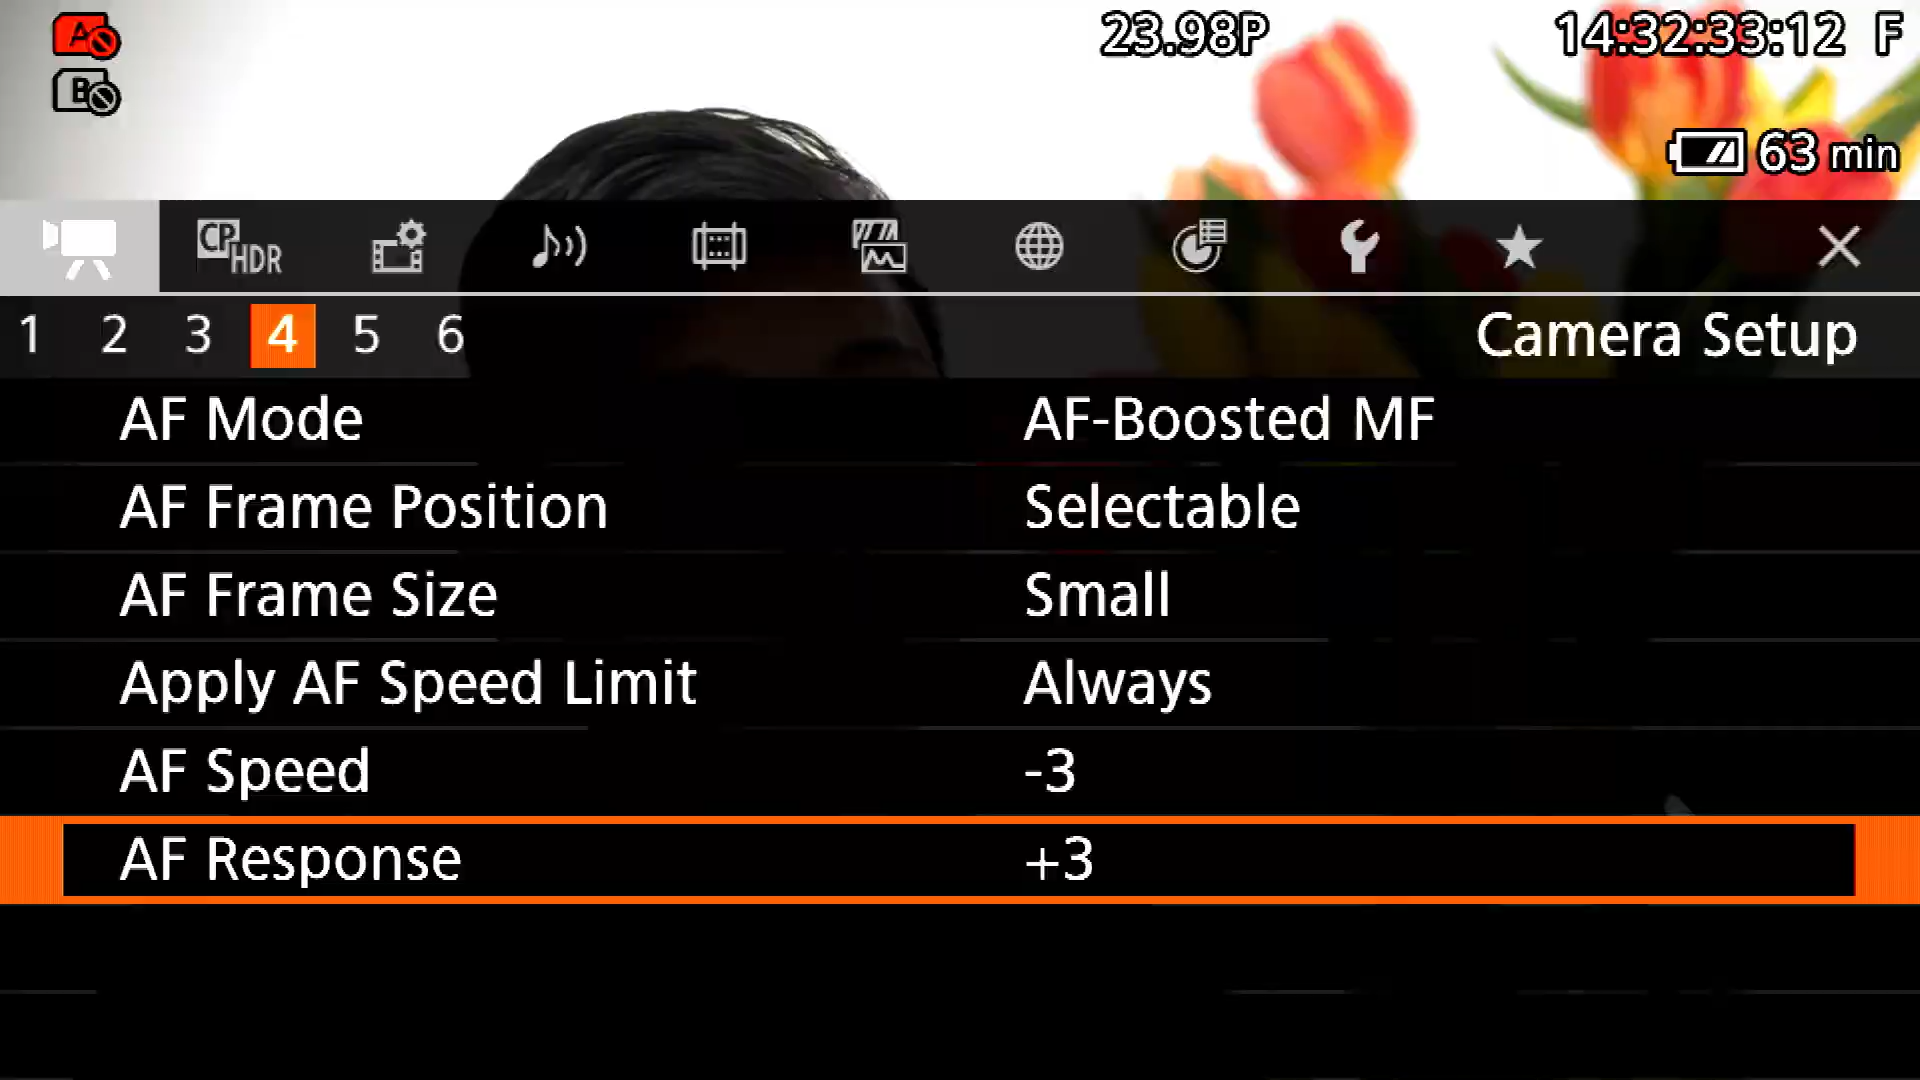 A 23.98P 14:32:33:12 F
B
63 min
CP HDR
1 2 3 4 5 6 Camera Setup
AF Mode AF-Boosted MF
AF Frame Position Selectable
AF Frame Size Small
Apply AF Speed Limit Always
AF Speed -3
AF Response +3